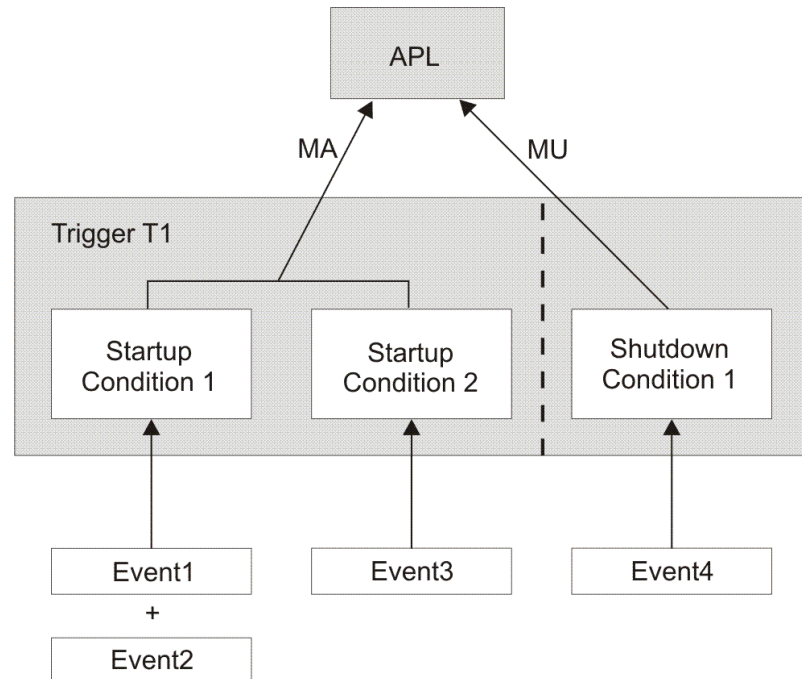 APL
MA
MU
Trigger T1
Startup
Condition 1
Startup
Condition 2
Shutdown
Condition 1
Event1
+
Event2
Event3
Event4